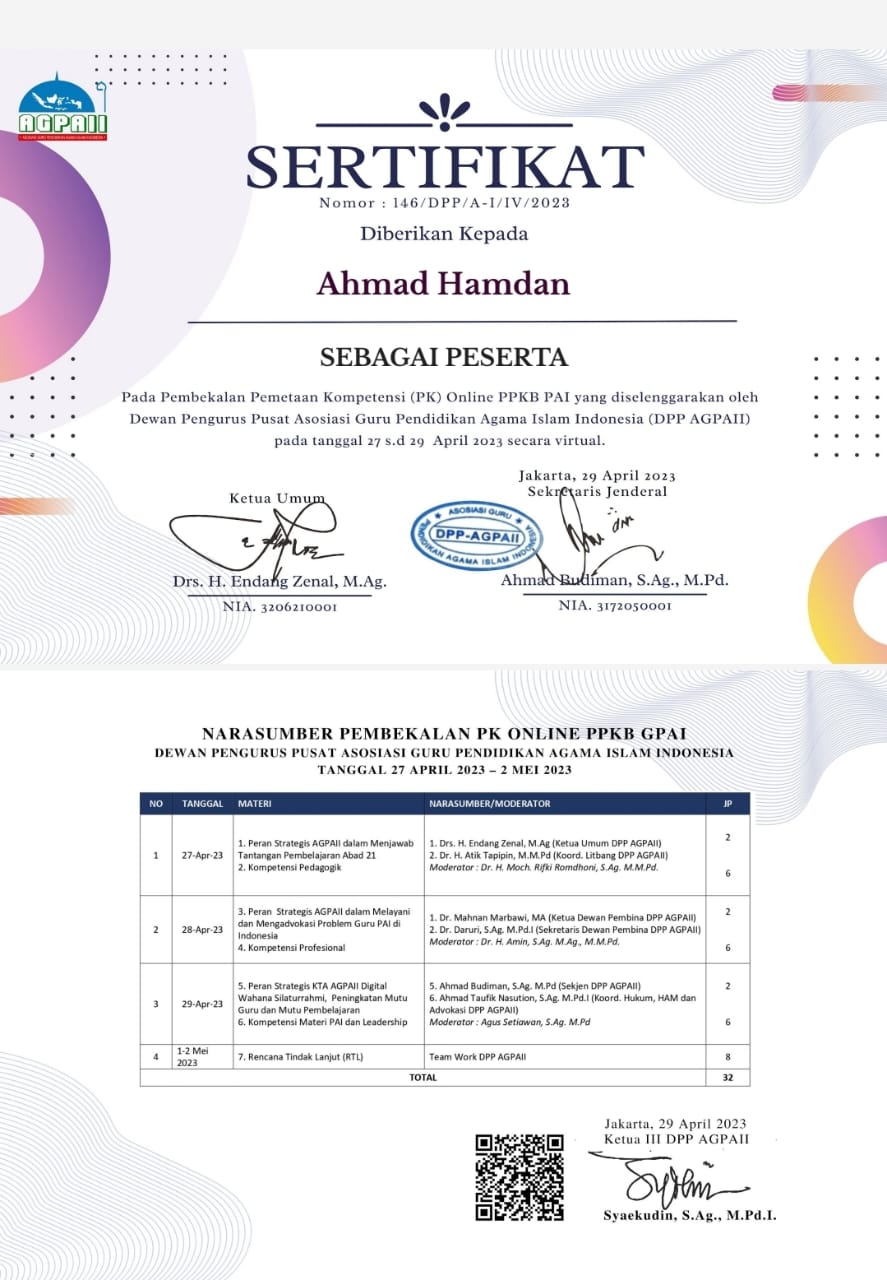 AGPAII
SERTIFIKAT
Nomor : 146/DPP/A-I/IV/2023
Diberikan Kepada
Ahmad Hamdan
SEBAGAI PESERTA
Pada Pembekalan Pemetaan Kompetensi (PK) Online PPKB PAI yang diselenggarakan oleh
Dewan Pengurus Pusat Asosiasi Guru Pendidikan Agama Islam Indonesia (DPP AGPAII)
pada tanggal 27 s.d 29 April 2023 secara virtual.
Jakarta, 29 April 2023
Ketua Umum
Sekretaris Jenderal
ASOSIASI GURU
DPP-AGPAII
PENDIDIKAN AGAMA ISLAM INDONESIA
Drs. H. Endang Zenal, M.Ag.
Ahmad Budiman, S.Ag., M.Pd.
NIA. 3206210001
NIA. 3172050001
NARASUMBER PEMBEKALAN PK ONLINE PPKB GPAI
DEWAN PENGURUS PUSAT ASOSIASI GURU PENDIDIKAN AGAMA ISLAM INDONESIA
TANGGAL 27 APRIL 2023 – 2 MEI 2023
NO TANGGAL MATERI NARASUMBER/MODERATOR JP
1
27-Apr-23
1. Peran Strategis AGPAII dalam Menjawab
Tantangan Pembelajaran Abad 21
2. Kompetensi Pedagogik
1. Drs. H. Endang Zenal, M.Ag (Ketua Umum DPP AGPAII)
2. Dr. H. Atik Tapipin, M.M.Pd (Koord. Litbang DPP AGPAII)
Moderator : Dr. H. Moch. Rifki Romdhoni, S.Ag. M.M.Pd.
2
6
2
28-Apr-23
3. Peran Strategis AGPAII dalam Melayani
dan Mengadvokasi Problem Guru PAI di
Indonesia
4. Kompetensi Profesional
1. Dr. Mahnan Marbawi, MA (Ketua Dewan Pembina DPP AGPAII)
2. Dr. Daruri, S.Ag. M.Pd.I (Sekretaris Dewan Pembina DPP AGPAII)
Moderator : Dr. H. Amin, S.Ag. M.Ag., M.M.Pd.
2
6
3
29-Apr-23
5. Peran Strategis KTA AGPAII Digital
Wahana Silaturrahmi, Peningkatan Mutu
Guru dan Mutu Pembelajaran
6. Kompetensi Materi PAI dan Leadership
5. Ahmad Budiman, S.Ag. M.Pd (Sekjen DPP AGPAII)
6. Ahmad Taufik Nasution, S.Ag. M.Pd.I (Koord. Hukum, HAM dan
Advokasi DPP AGPAII)
Moderator : Agus Setiawan, S.Ag. M.Pd
2
6
4
1-2 Mei
2023
7. Rencana Tindak Lanjut (RTL)
Team Work DPP AGPAII
8
TOTAL 32
Jakarta, 29 April 2023
Ketua III DPP AGPAII
Syaekudin, S.Ag., M.Pd.I.